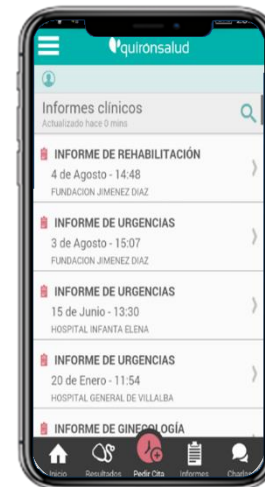 quirónsalud
Informes clínicos
Actualizado hace 0 mins
INFORME DE REHABILITACIÓN
4 de Agosto - 14:48
FUNDACION JIMENEZ DIAZ
INFORME DE URGENCIAS
3 de Agosto - 15:07
FUNDACION JIMENEZ DIAZ
INFORME DE URGENCIAS
15 de Junio - 13:30
HOSPITAL INFANTA ELENA
INFORME DE URGENCIAS
20 de Enero - 11:54
HOSPITAL GENERAL DE VILLALBA
INFORME DE GINECOLOGÍA
Inicio Resultados Pedir Cita Informes Charlas